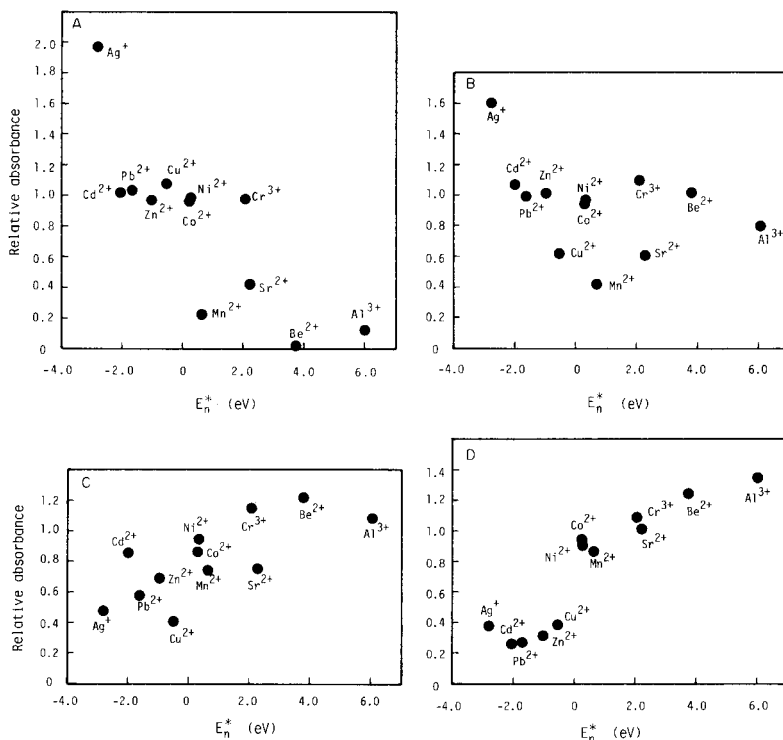 A
2.0
Ag+
1.8
1.6
1.4
1.2
Cu2+
Pb2+
1.0
Cd2+
Ni2+
Cr3+
Zn2+
Co2+
0.8
0.6
0.4
Sr2+
0.2
Mn2+
Al3+
Be2+
0
-4.0 -2.0 0 2.0 4.0 6.0
E*n (eV)
Relative absorbance
B
1.6
Ag+
1.4
1.2
Cd2+ Zn2+
Ni2+
1.0
Pb2+
Co2+
Cr3+
Be2+
0.8
Al3+
0.6
Cu2+
Sr2+
0.4
Mn2+
0.2
0
-4.0 -2.0 0 2.0 4.0 6.0
E*n (eV)
C
1.2
Be2+
Ni2+
Cr3+
1.0
Al3+
Cd2+
0.8
Co2+
Zn2+
Mn2+
Sr2+
0.6
Pb2+
0.4
Ag+
Cu2+
0.2
0
-4.0 -2.0 0 2.0 4.0 6.0
E*n (eV)
Relative absorbance
D
1.4
Al3+
1.2
Cr3+
Be2+
1.0
Co2+
Sr2+
Ni2+
Mn2+
0.8
0.6
0.4
Ag+
Cu2+
Cd2+
Zn2+
0.2
Pb2+
0
-4.0 -2.0 0 2.0 4.0 6.0
E*n (eV)